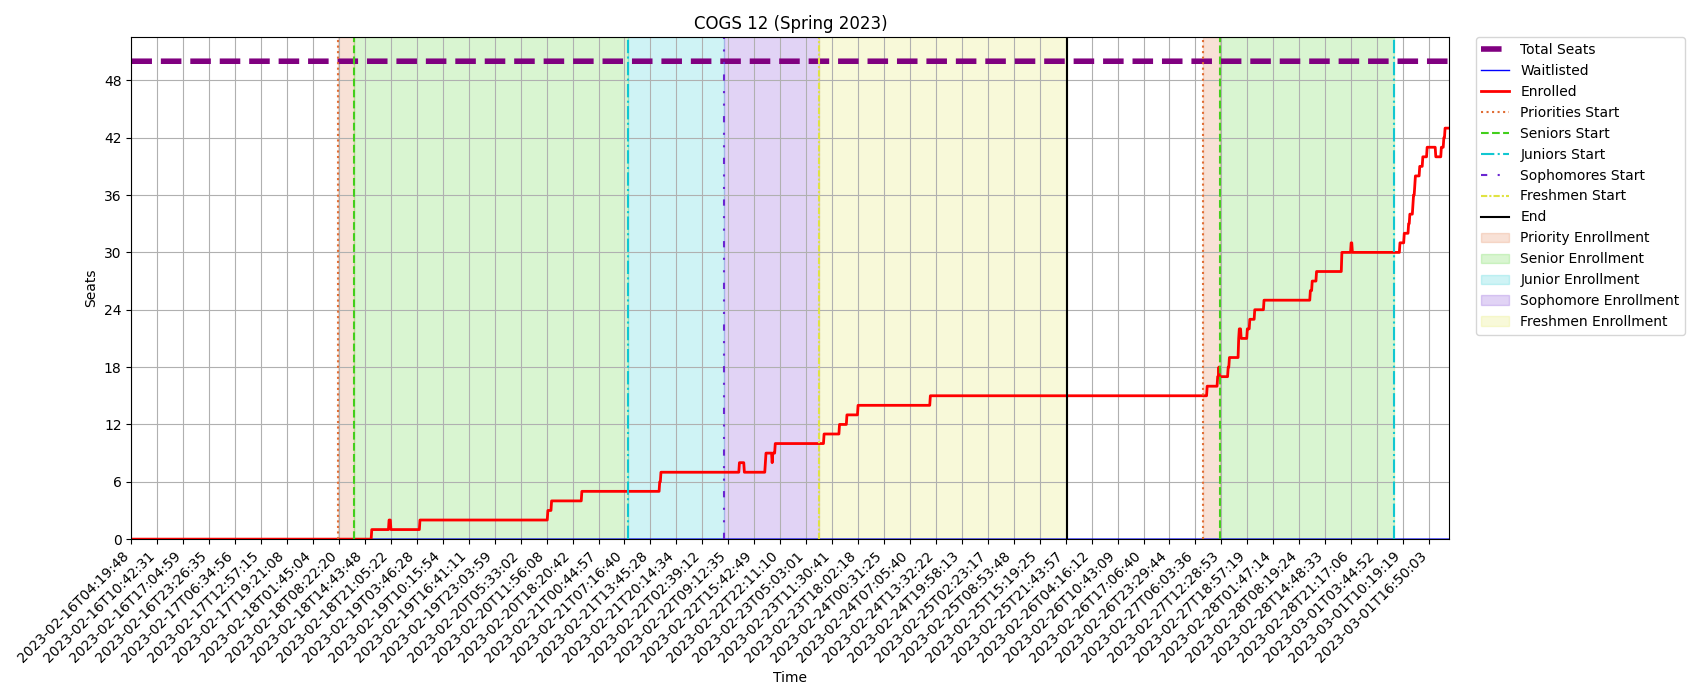 COGS 12 (Spring 2023)
Seats
48
42
36
30
24
18
12
6
0
2023-02-16T04:19:48
2023-02-16T10:42:31
2023-02-16T17:04:59
2023-02-16T23:26:35
2023-02-17T06:34:56
2023-02-17T12:57:15
2023-02-17T19:21:08
2023-02-18T01:45:04
2023-02-18T08:22:20
2023-02-18T14:43:48
2023-02-18T21:05:22
2023-02-19T03:46:28
2023-02-19T10:15:54
2023-02-19T16:41:11
2023-02-19T23:03:59
2023-02-20T05:33:02
2023-02-20T11:56:08
2023-02-20T18:20:42
2023-02-21T00:44:57
2023-02-21T07:16:40
2023-02-21T13:45:28
2023-02-21T20:14:34
2023-02-22T02:39:12
2023-02-22T09:12:35
2023-02-22T15:42:49
2023-02-22T22:11:10
2023-02-23T05:03:01
2023-02-23T11:30:41
2023-02-23T18:02:18
2023-02-24T00:31:25
2023-02-24T07:05:40
2023-02-24T13:32:22
2023-02-24T19:58:13
2023-02-25T02:23:17
2023-02-25T08:53:48
2023-02-25T15:19:25
2023-02-25T21:43:57
2023-02-26T04:16:12
2023-02-26T10:43:09
2023-02-26T17:06:40
2023-02-26T23:29:44
2023-02-27T06:03:36
2023-02-27T12:28:53
2023-02-27T18:57:19
2023-02-28T01:47:14
2023-02-28T08:19:24
2023-02-28T14:48:33
2023-02-28T21:17:06
2023-03-01T03:44:52
2023-03-01T10:19:19
2023-03-01T16:50:03
Time
Total Seats
Waitlisted
Enrolled
Priorities Start
Seniors Start
Juniors Start
Sophomores Start
Freshmen Start
End
Priority Enrollment
Senior Enrollment
Junior Enrollment
Sophomore Enrollment
Freshmen Enrollment